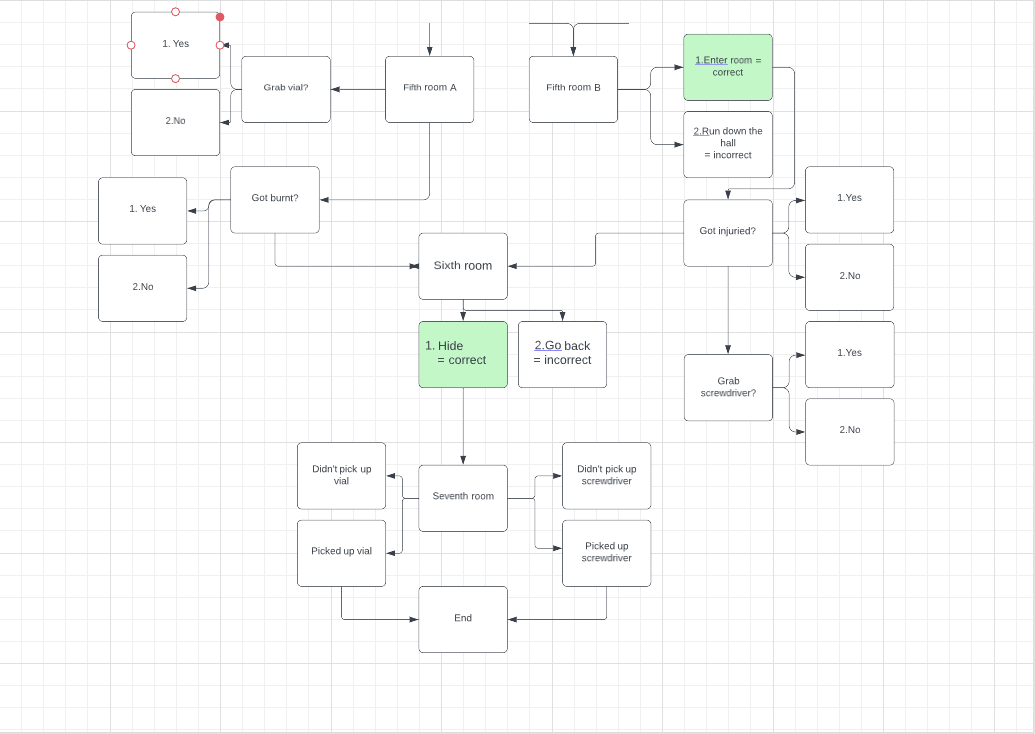 1. Yes
Grab vial?
2.No
Fifth room A
Fifth room B
1.Enter room =
correct
2.Run down the
hall
= incorrect
Got burnt?
1. Yes
2.No
Sixth room
Got injuried?
1.Yes
2.No
1. Hide
= correct
2.Go back
= incorrect
Grab
screwdriver?
1.Yes
2.No
Didn't pick up
vial
Seventh room
Didn't pick up
screwdriver
Picked up vial
Picked up
screwdriver
End